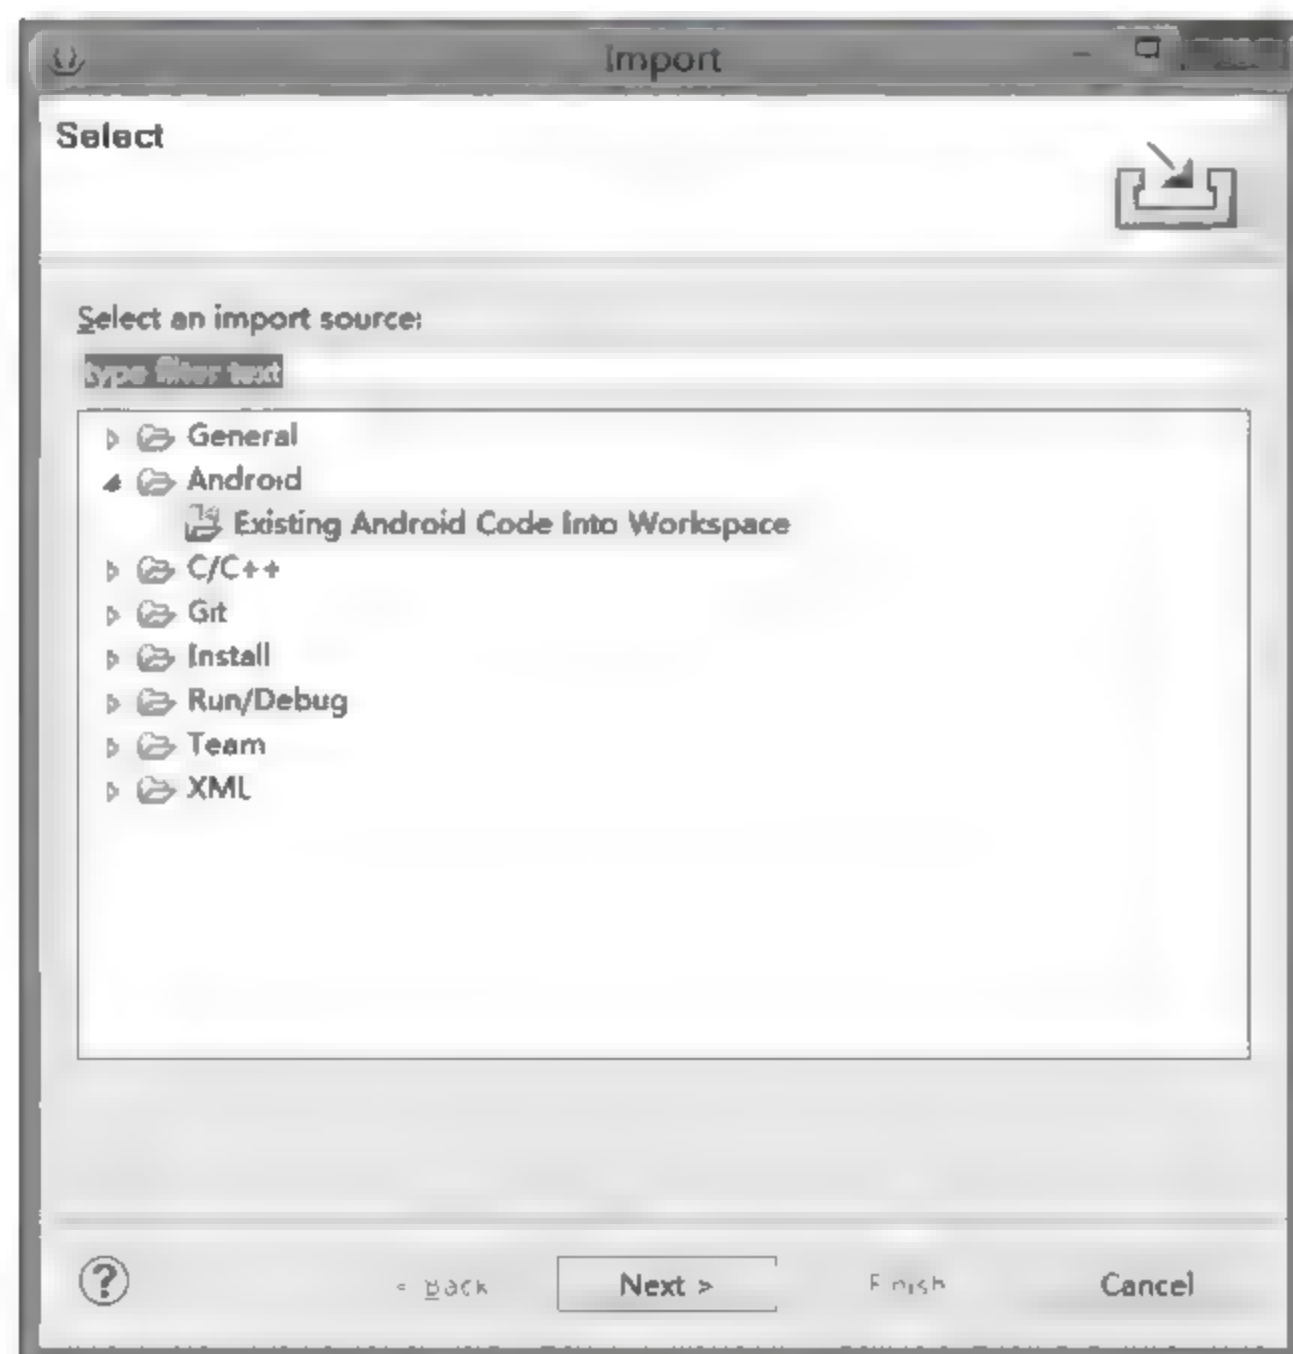 Import
Select
Select an import source:
type filter text
General
Android
Existing Android Code Into Workspace
C/C++
Git
Install
Run/Debug
Team
XML
< Back Next > Finish Cancel